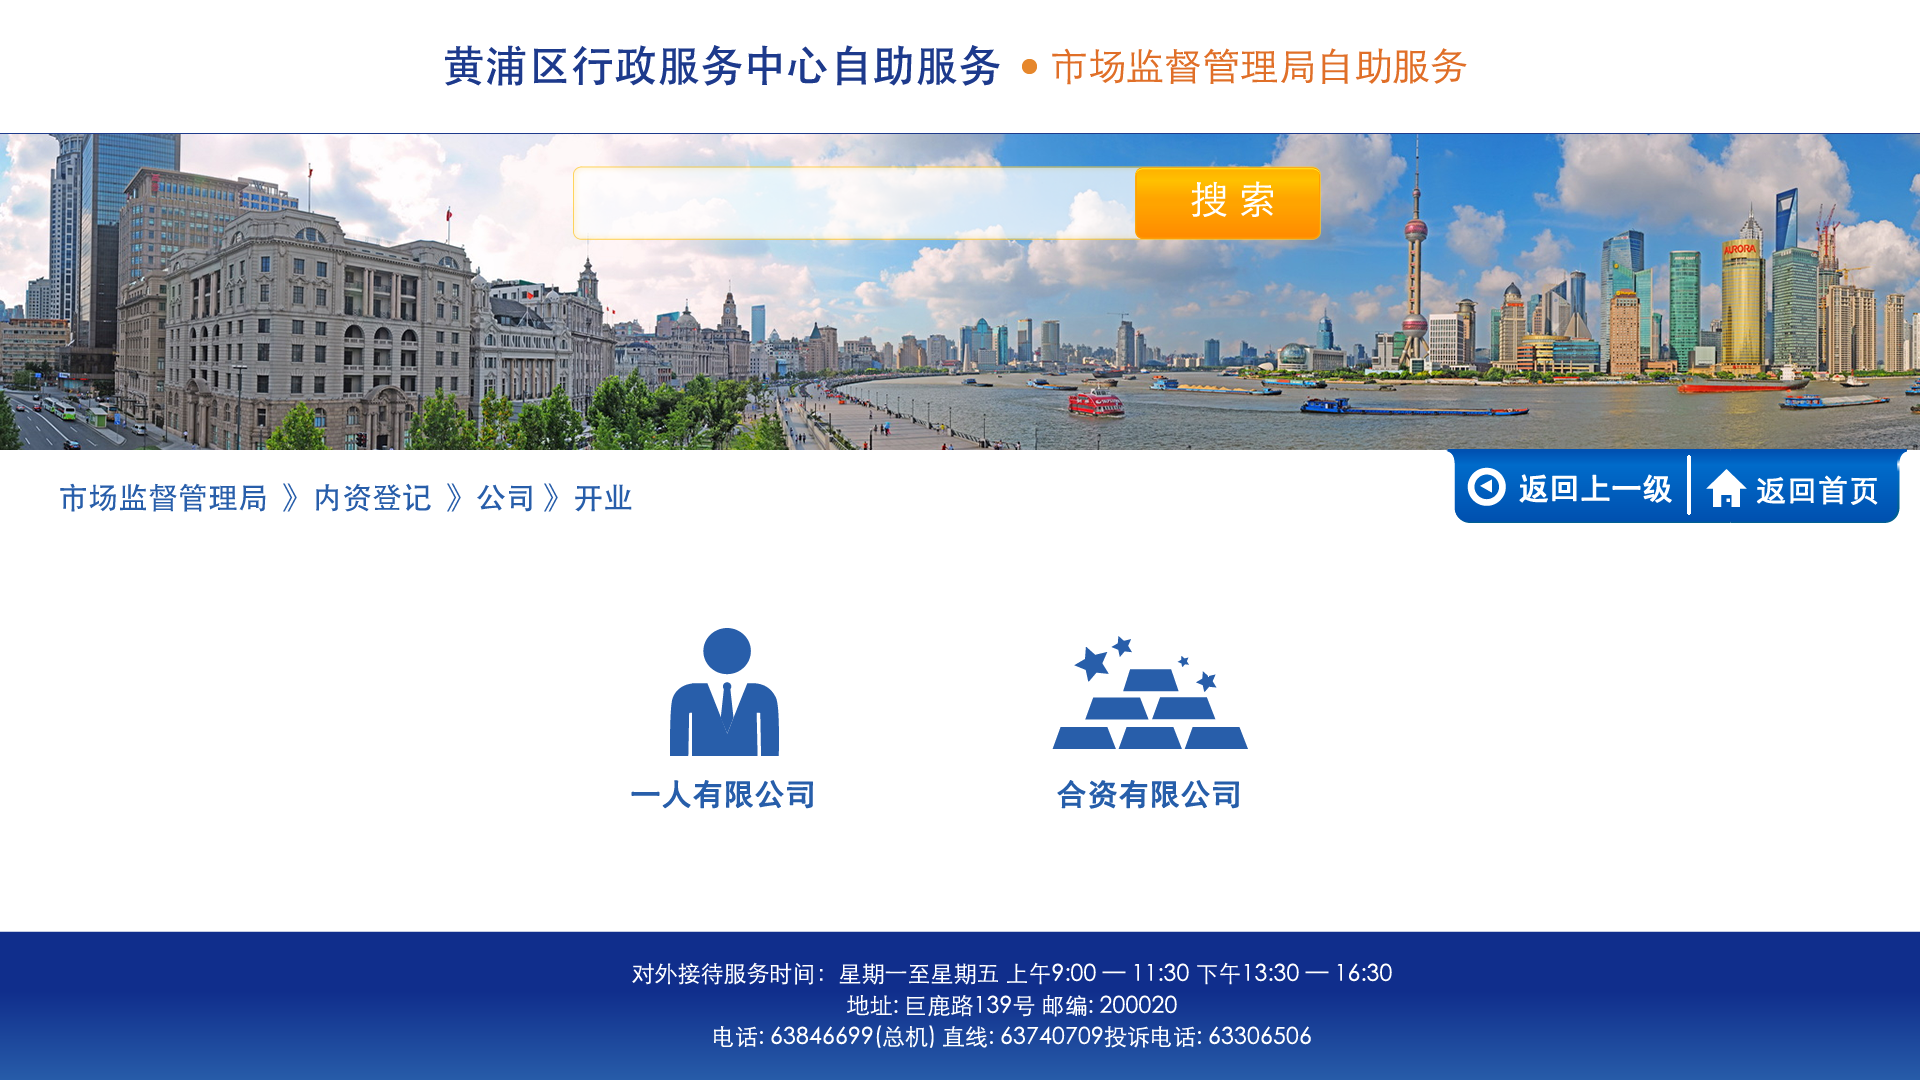 黄浦区行政服务中心自助服务 ● 市场监督管理局自助服务
搜 索
AURORA
市场监督管理局 》内资登记 》公司 》开业
返回上一级 返回首页
一人有限公司 合资有限公司
对外接待服务时间：星期一至星期五 上午9:00 — 11:30 下午13:30 — 16:30
地址: 巨鹿路139号 邮编: 200020
电话: 63846699(总机) 直线: 63740709投诉电话: 63306506